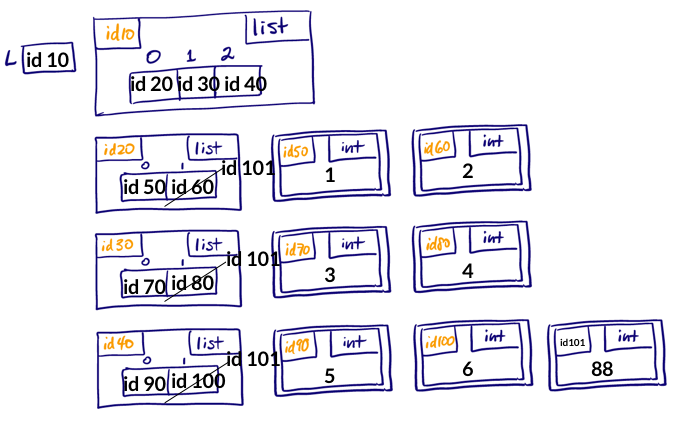 id10 list
L id 10
0 1 2
id 20 id 30 id 40
id20 list id50 int id60 int
0 1
id 101
id 50 id 60 1 2
id30 list id70 int id80 int
0 1
id 101
id 70 id 80 3 4
id40 list id90 int id100 int id101 int
0 1
id 101
id 90 id 100 5 6 88